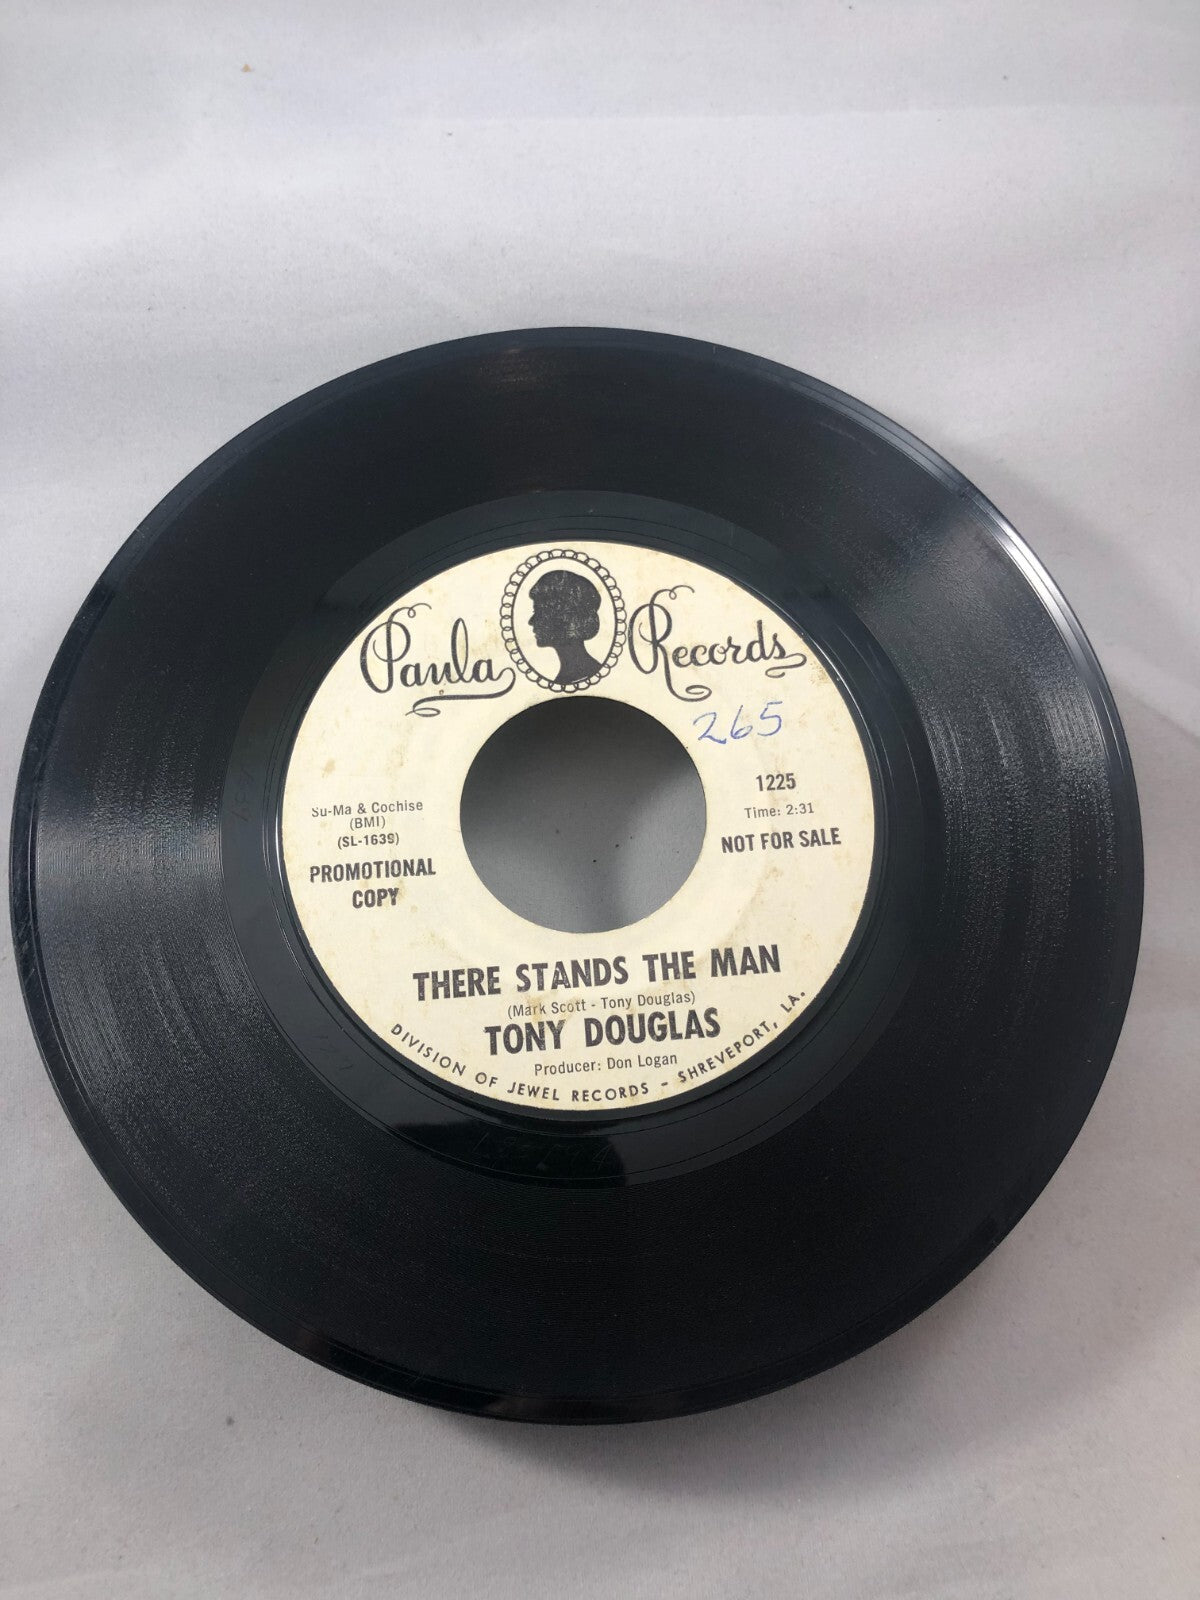 Paula Records
265
1225
Time: 2:31
NOT FOR SALE
Su-Ma & Cochise
(BMI)
(SL-1639)
PROMOTIONAL
COPY
THERE STANDS THE MAN
(Mark Scott - Tony Douglas)
TONY DOUGLAS
Producer: Don Logan
DIVISION OF JEWEL RECORDS - SHREVEPORT, LA.